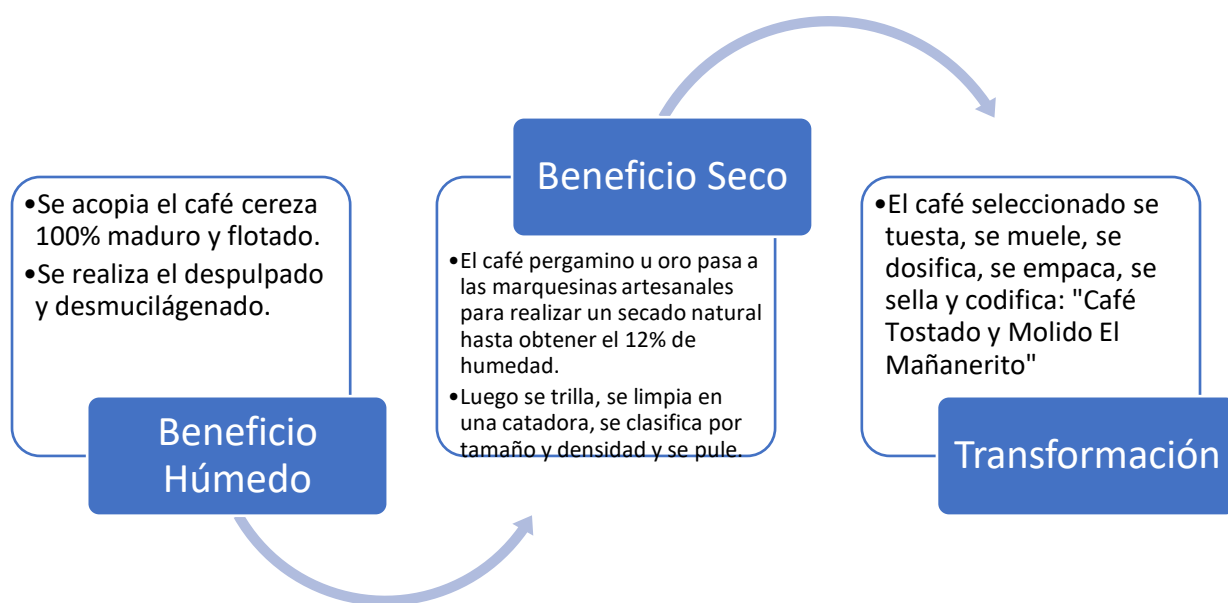 •Se acopia el café cereza
100% maduro y flotado.
•Se realiza el despulpado
y desmucilágenado.
Beneficio
Húmedo
Beneficio Seco
•El café pergamino u oro pasa a
las marquesinas artesanales
para realizar un secado natural
hasta obtener el 12% de
humedad.
•Luego se trilla, se limpia en
una catadora, se clasifica por
tamaño y densidad y se pule.
•El café seleccionado se
tuesta, se muele, se
dosifica, se empaca, se
sella y codifica: "Café
Tostado y Molido El
Mañanerito"
Transformación